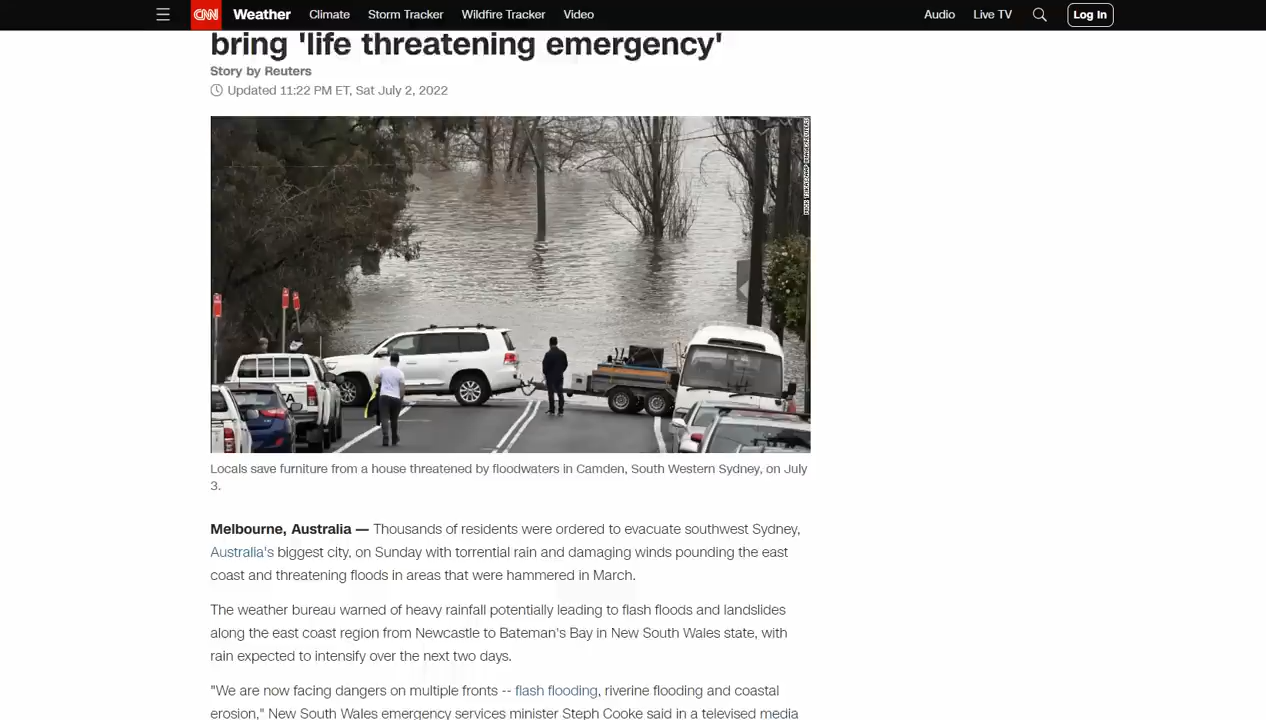 CNN Weather Climate Storm Tracker Wildfire Tracker Video Audio Live TV Log In
bring 'life threatening emergency'
Story by Reuters
Updated 11:22 PM ET, Sat July 2, 2022
Locals save furniture from a house threatened by floodwaters in Camden, South Western Sydney, on July
3.
Melbourne, Australia — Thousands of residents were ordered to evacuate southwest Sydney,
Australia's biggest city, on Sunday with torrential rain and damaging winds pounding the east
coast and threatening floods in areas that were hammered in March.
The weather bureau warned of heavy rainfall potentially leading to flash floods and landslides
along the east coast region from Newcastle to Bateman's Bay in New South Wales state, with
rain expected to intensify over the next two days.
"We are now facing dangers on multiple fronts -- flash flooding, riverine flooding and coastal
erosion," New South Wales emergency services minister Steph Cooke said in a televised media